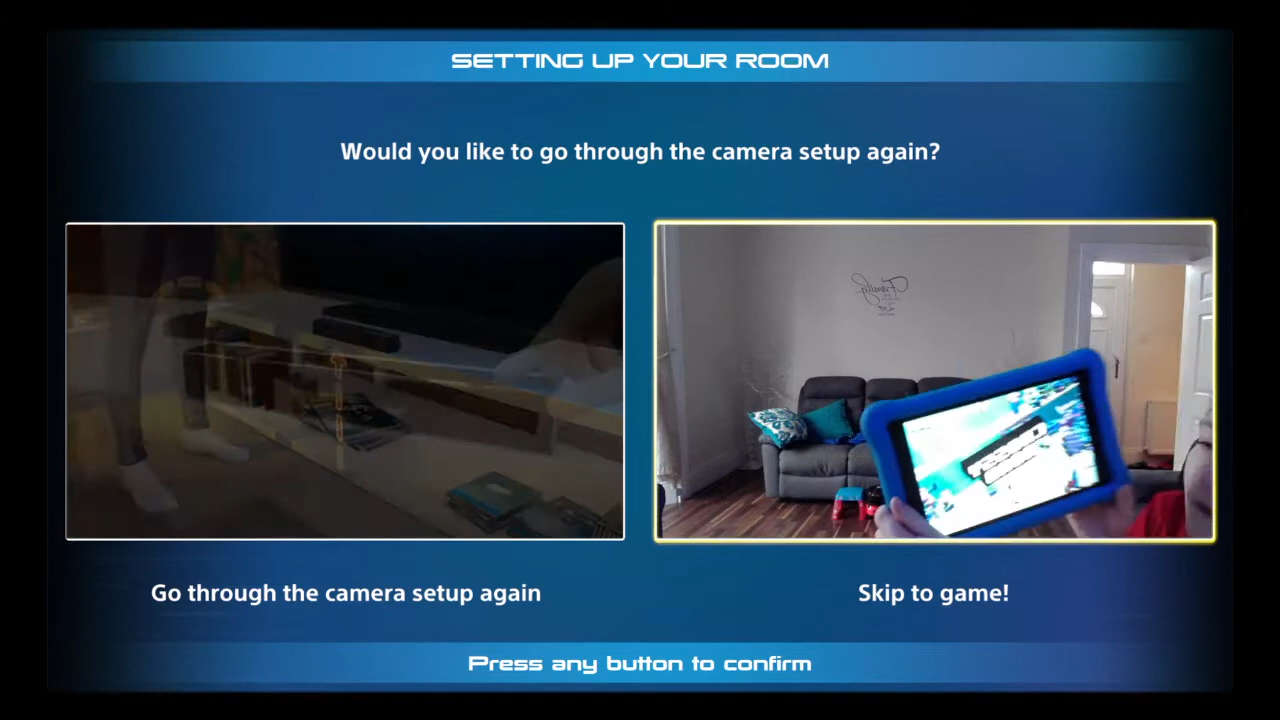 SETTING UP YOUR ROOM
Would you like to go through the camera setup again?
Family
Go through the camera setup again
Skip to game!
Press any button to confirm